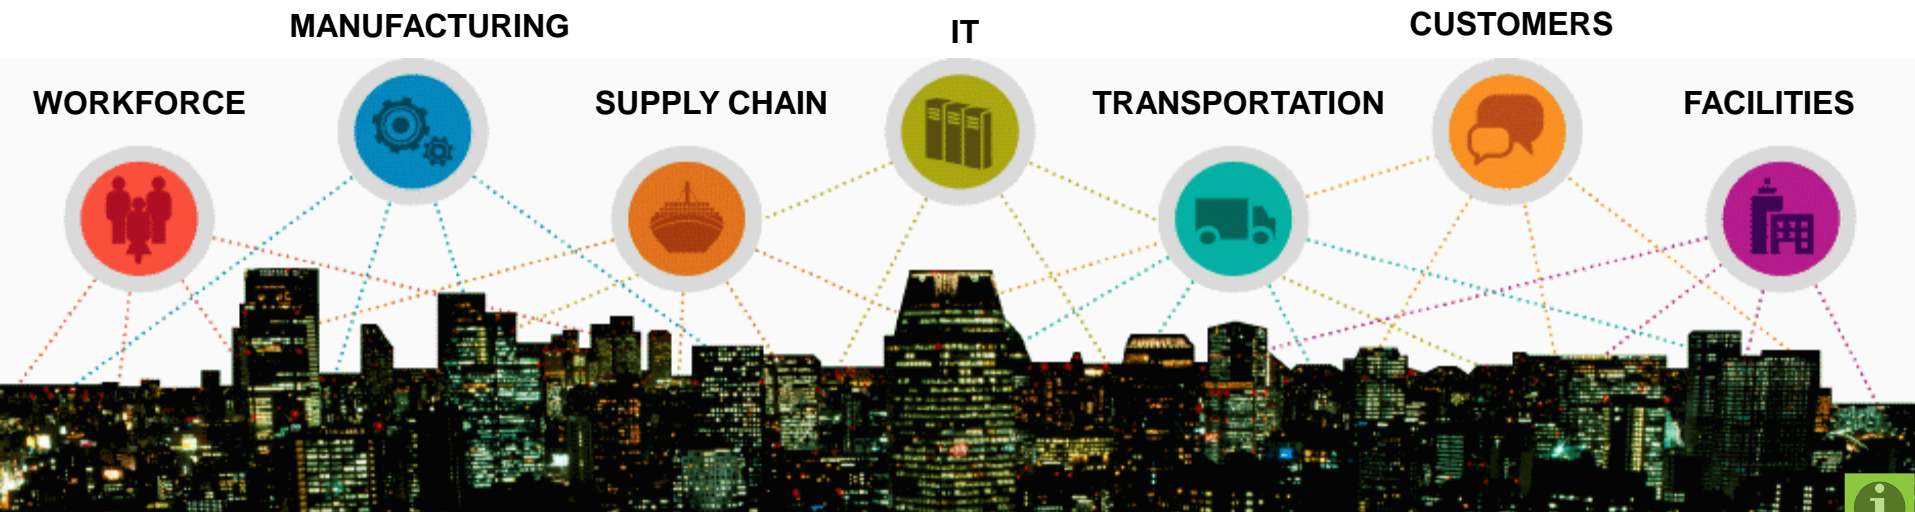 MANUFACTURING
IT
CUSTOMERS
WORKFORCE
SUPPLY CHAIN
TRANSPORTATION
FACILITIES
i